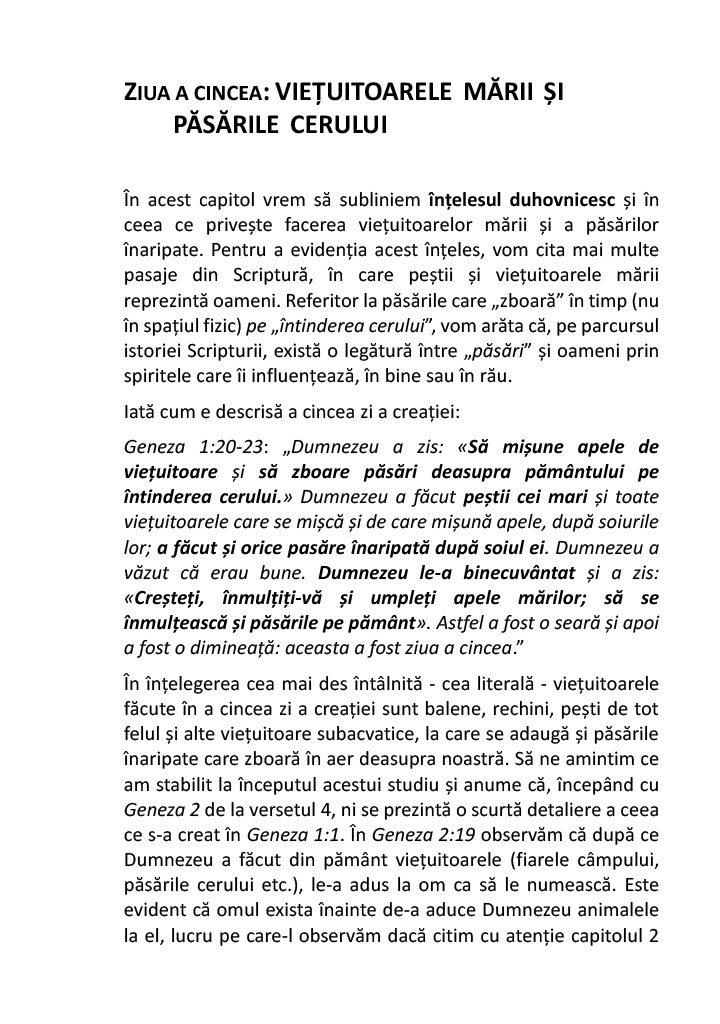 ZIUA A CINCEA: VIEȚUITOARELE MĂRII ȘI
PĂSĂRILE CERULUI
În acest capitol vrem să subliniem înțelesul duhovnicesc și în
ceea ce privește facerea viețuitoarelor mării și a păsărilor
înaripate. Pentru a evidenția acest înțeles, vom cita mai multe
pasaje din Scriptură, în care peștii și viețuitoarele mării
reprezintă oameni. Referitor la păsările care „zboară” în timp (nu
în spațiul fizic) pe „întinderea cerului”, vom arăta că, pe parcursul
istoriei Scripturii, există o legătură între „păsări” și oameni prin
spiritele care îi influențează, în bine sau în rău.
Iată cum e descrisă a cincea zi a creației:
Geneza 1:20-23: „Dumnezeu a zis: «Să mișune apele de
viețuitoare și să zboare păsări deasupra pământului pe
întinderea cerului.» Dumnezeu a făcut peștii cei mari și toate
viețuitoarele care se mișcă și de care mișună apele, după soiurile
lor; a făcut și orice pasăre înaripată după soiul ei. Dumnezeu a
văzut că erau bune. Dumnezeu le-a binecuvântat și a zis:
«Creșteți, înmulțiți-vă și umpleți apele mărilor; să se
înmulțească și păsările pe pământ». Astfel a fost o seară și apoi
a fost o dimineață: aceasta a fost ziua a cincea.”
În înțelegerea cea mai des întâlnită - cea literală - viețuitoarele
făcute în a cincea zi a creației sunt balene, rechini, pești de tot
felul și alte viețuitoare subacvatice, la care se adaugă și păsările
înaripate care zboară în aer deasupra noastră. Să ne amintim ce
am stabilit la începutul acestui studiu și anume că, începând cu
Geneza 2 de la versetul 4, ni se prezintă o scurtă detaliere a ceea
ce s-a creat în Geneza 1:1. În Geneza 2:19 observăm că după ce
Dumnezeu a făcut din pământ viețuitoarele (fiarele câmpului,
păsările cerului etc.), le-a adus la om ca să le numească. Este
evident că omul exista înainte de-a aduce Dumnezeu animalele
la el, lucru pe care-l observăm dacă citim cu atenție capitolul 2